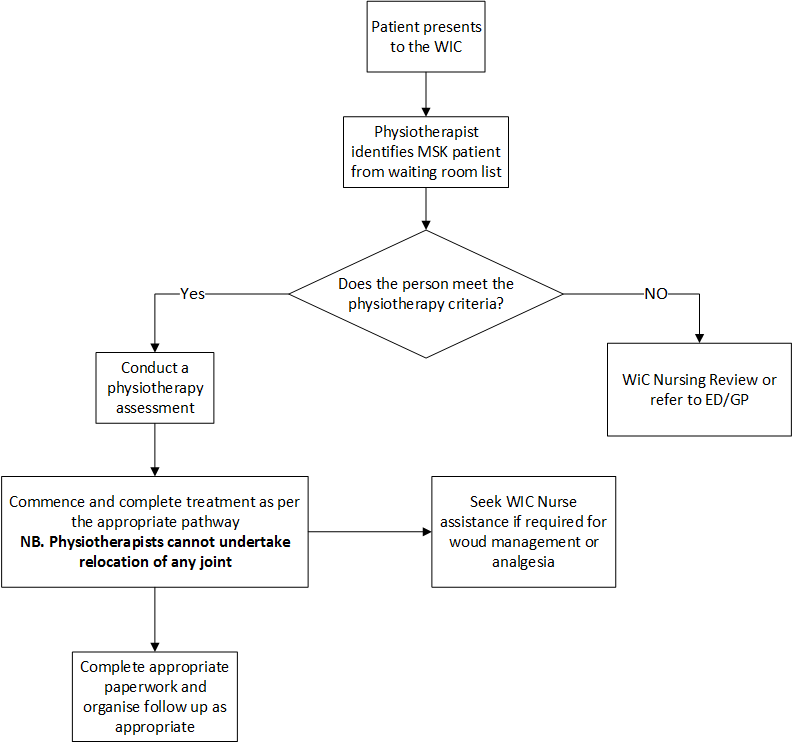 Patient presents
to the WIC
Physiotherapist
identifies MSK patient
from waiting room list
Does the person meet the
physiotherapy criteria?
Yes
NO
Conduct a
physiotherapy
assessment
WiC Nursing Review or
refer to ED/GP
Commence and complete treatment as per
the appropriate pathway
NB. Physiotherapists cannot undertake
relocation of any joint
Seek WIC Nurse
assistance if required for
woud management or
analgesia
Complete appropriate
paperwork and
organise follow up as
appropriate